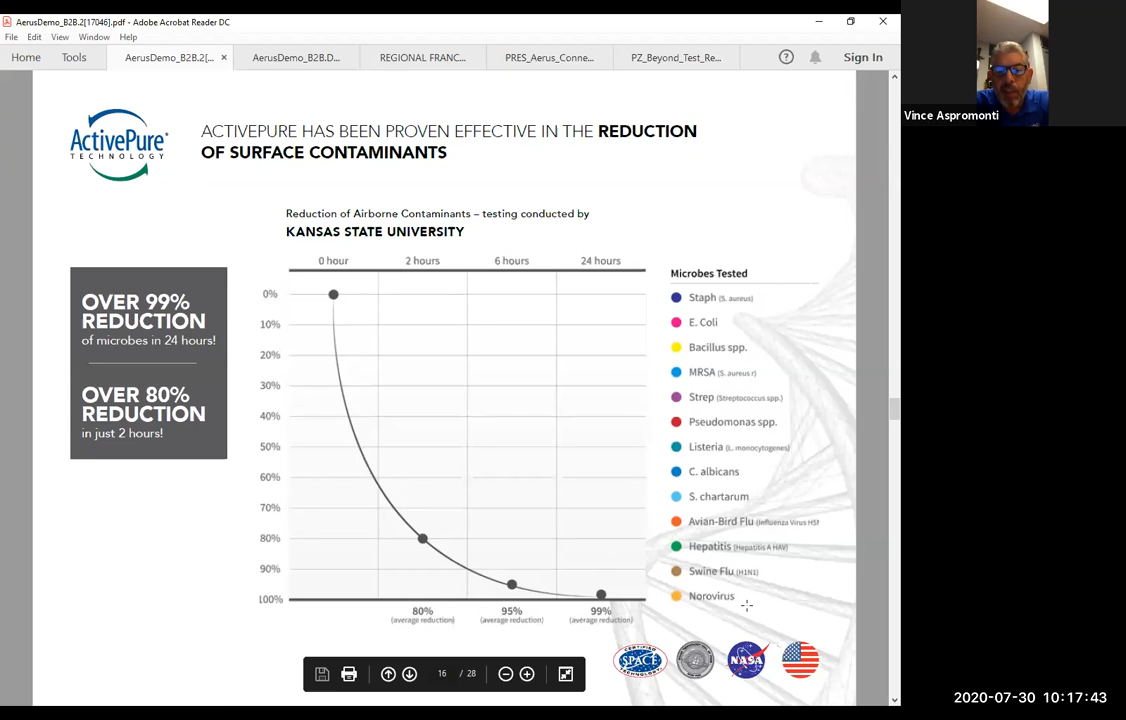 AerusDemo_B2B.2[17046].pdf - Adobe Acrobat Reader DC
File Edit View Window Help
Home Tools AerusDemo_B2B.2[... × AerusDemo_B2B.D... REGIONAL FRANC... PRES_Aerus_Conne... PZ_Beyond_Test_Re... Sign In
Vince Aspromonti
ActivePure
TECHNOLOGY
ACTIVEPURE HAS BEEN PROVEN EFFECTIVE IN THE REDUCTION
OF SURFACE CONTAMINANTS
Reduction of Airborne Contaminants – testing conducted by
KANSAS STATE UNIVERSITY
OVER 99%
REDUCTION
of microbes in 24 hours!
OVER 80%
REDUCTION
in just 2 hours!
0 hour 2 hours 6 hours 24 hours
0%
10%
20%
30%
40%
50%
60%
70%
80%
90%
100%
80% 95% 99%
(average reduction) (average reduction) (average reduction)
Microbes Tested
Staph (S. aureus)
E. Coli
Bacillus spp.
MRSA (S. aureus r)
Strep (Streptococcus spp.)
Pseudomonas spp.
Listeria (L. monocytogenes)
C. albicans
S. chartarum
Avian-Bird Flu (Influenza Virus H5
Hepatitis (Hepatitis A HAV)
Swine Flu (H1N1)
Norovirus
CERTIFIED
SPACE
TECHNOLOGY
NASA
16 / 28
2020-07-30 10:17:43